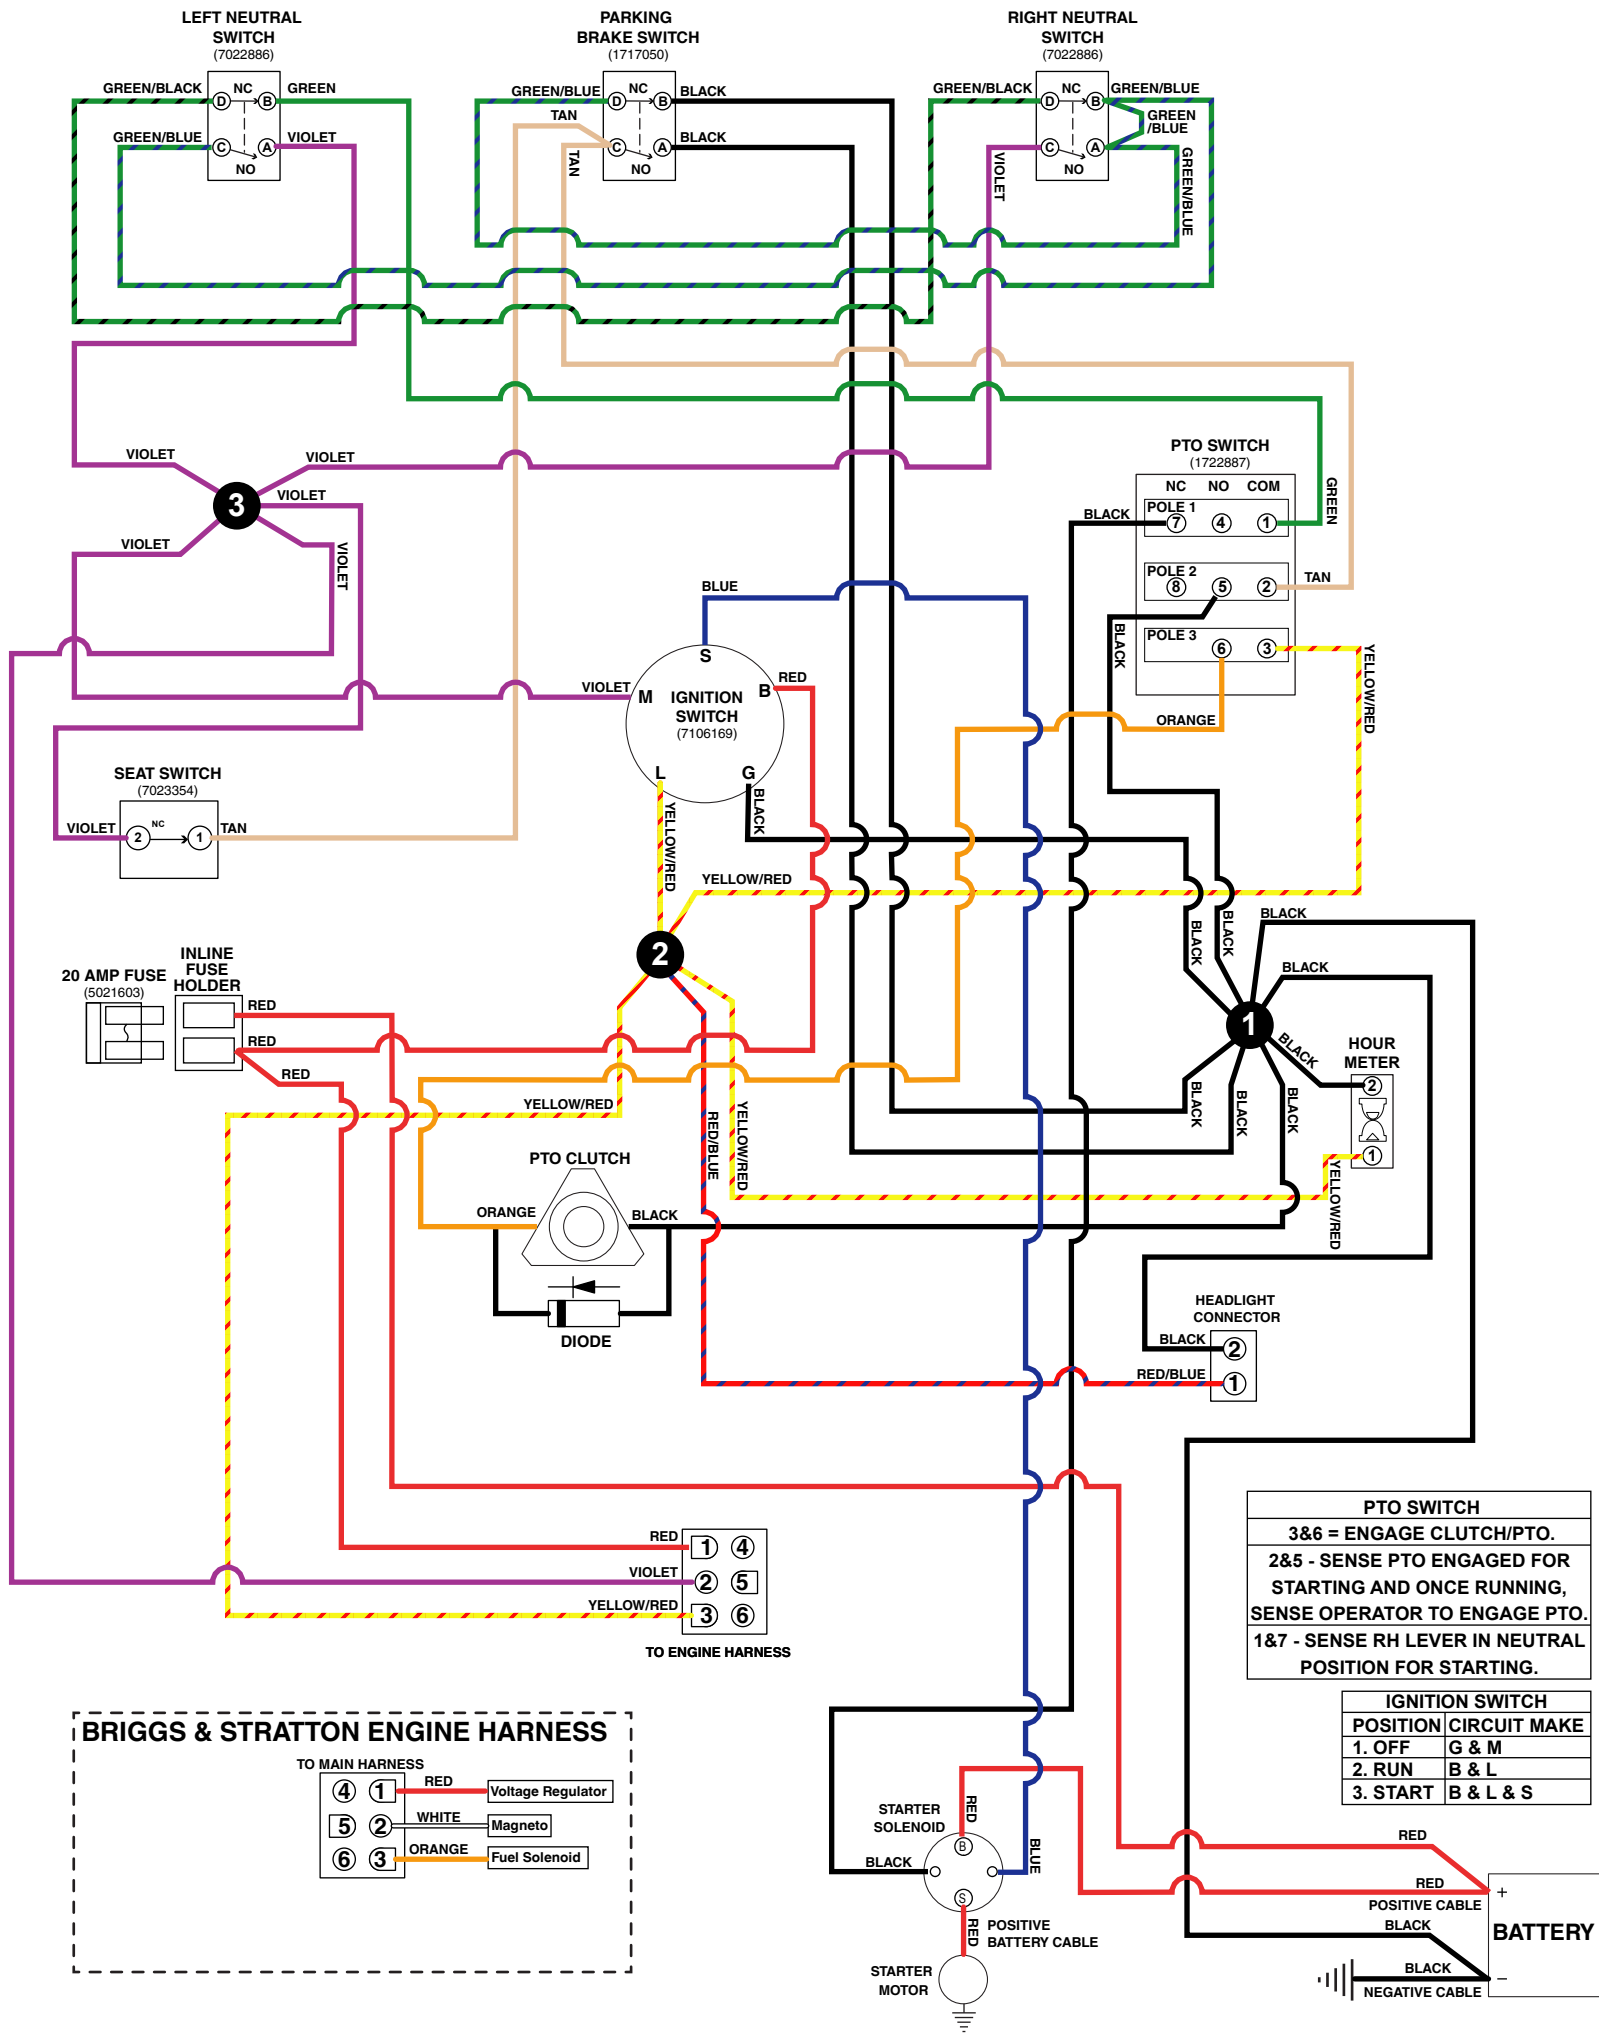 LEFT NEUTRAL
SWITCH
(7022886)
PARKING
BRAKE SWITCH
(1717050)
RIGHT NEUTRAL
SWITCH
(7022886)
GREEN/BLACK
D
NC
B
GREEN
GREEN/BLUE
C
A
VIOLET
NO
GREEN/BLUE
D
NC
B
BLACK
TAN
C
A
BLACK
NO
TAN
GREEN/BLACK
D
NC
B
GREEN/BLUE
GREEN
/BLUE
C
A
NO
VIOLET
GREEN/BLUE
VIOLET
VIOLET
3
VIOLET
VIOLET
VIOLET
PTO SWITCH
(1722887)
NC NO COM
POLE 1
BLACK
7 4 1
GREEN
POLE 2
8 5 2
TAN
BLACK
POLE 3
6 3
YELLOW/RED
ORANGE
BLUE
S
VIOLET
M
IGNITION
SWITCH
(7106169)
B
RED
L
G
YELLOW/RED
BLACK
SEAT SWITCH
(7023354)
VIOLET
2
NC
1
TAN
YELLOW/RED
2
BLACK
BLACK
BLACK
BLACK
1
BLACK
BLACK
BLACK
BLACK
20 AMP FUSE
(5021603)
INLINE
FUSE
HOLDER
RED
RED
RED
HOUR
METER
2
1
YELLOW/RED
YELLOW/RED
RED/BLUE
YELLOW/RED
PTO CLUTCH
ORANGE
BLACK
DIODE
HEADLIGHT
CONNECTOR
BLACK
2
RED/BLUE
1
RED
1 4
VIOLET
2 5
YELLOW/RED
3 6
TO ENGINE HARNESS
PTO SWITCH
3&6 = ENGAGE CLUTCH/PTO.
2&5 - SENSE PTO ENGAGED FOR
STARTING AND ONCE RUNNING,
SENSE OPERATOR TO ENGAGE PTO.
1&7 - SENSE RH LEVER IN NEUTRAL
POSITION FOR STARTING.
IGNITION SWITCH
POSITION CIRCUIT MAKE
1. OFF G & M
2. RUN B & L
3. START B & L & S
BRIGGS & STRATTON ENGINE HARNESS
TO MAIN HARNESS
4 1
RED
Voltage Regulator
5 2
WHITE
Magneto
6 3
ORANGE
Fuel Solenoid
STARTER
SOLENOID
RED
B
BLACK
BLUE
S
RED
POSITIVE
BATTERY CABLE
STARTER
MOTOR
RED
RED
POSITIVE CABLE
+
BLACK
BATTERY
BLACK
NEGATIVE CABLE
–